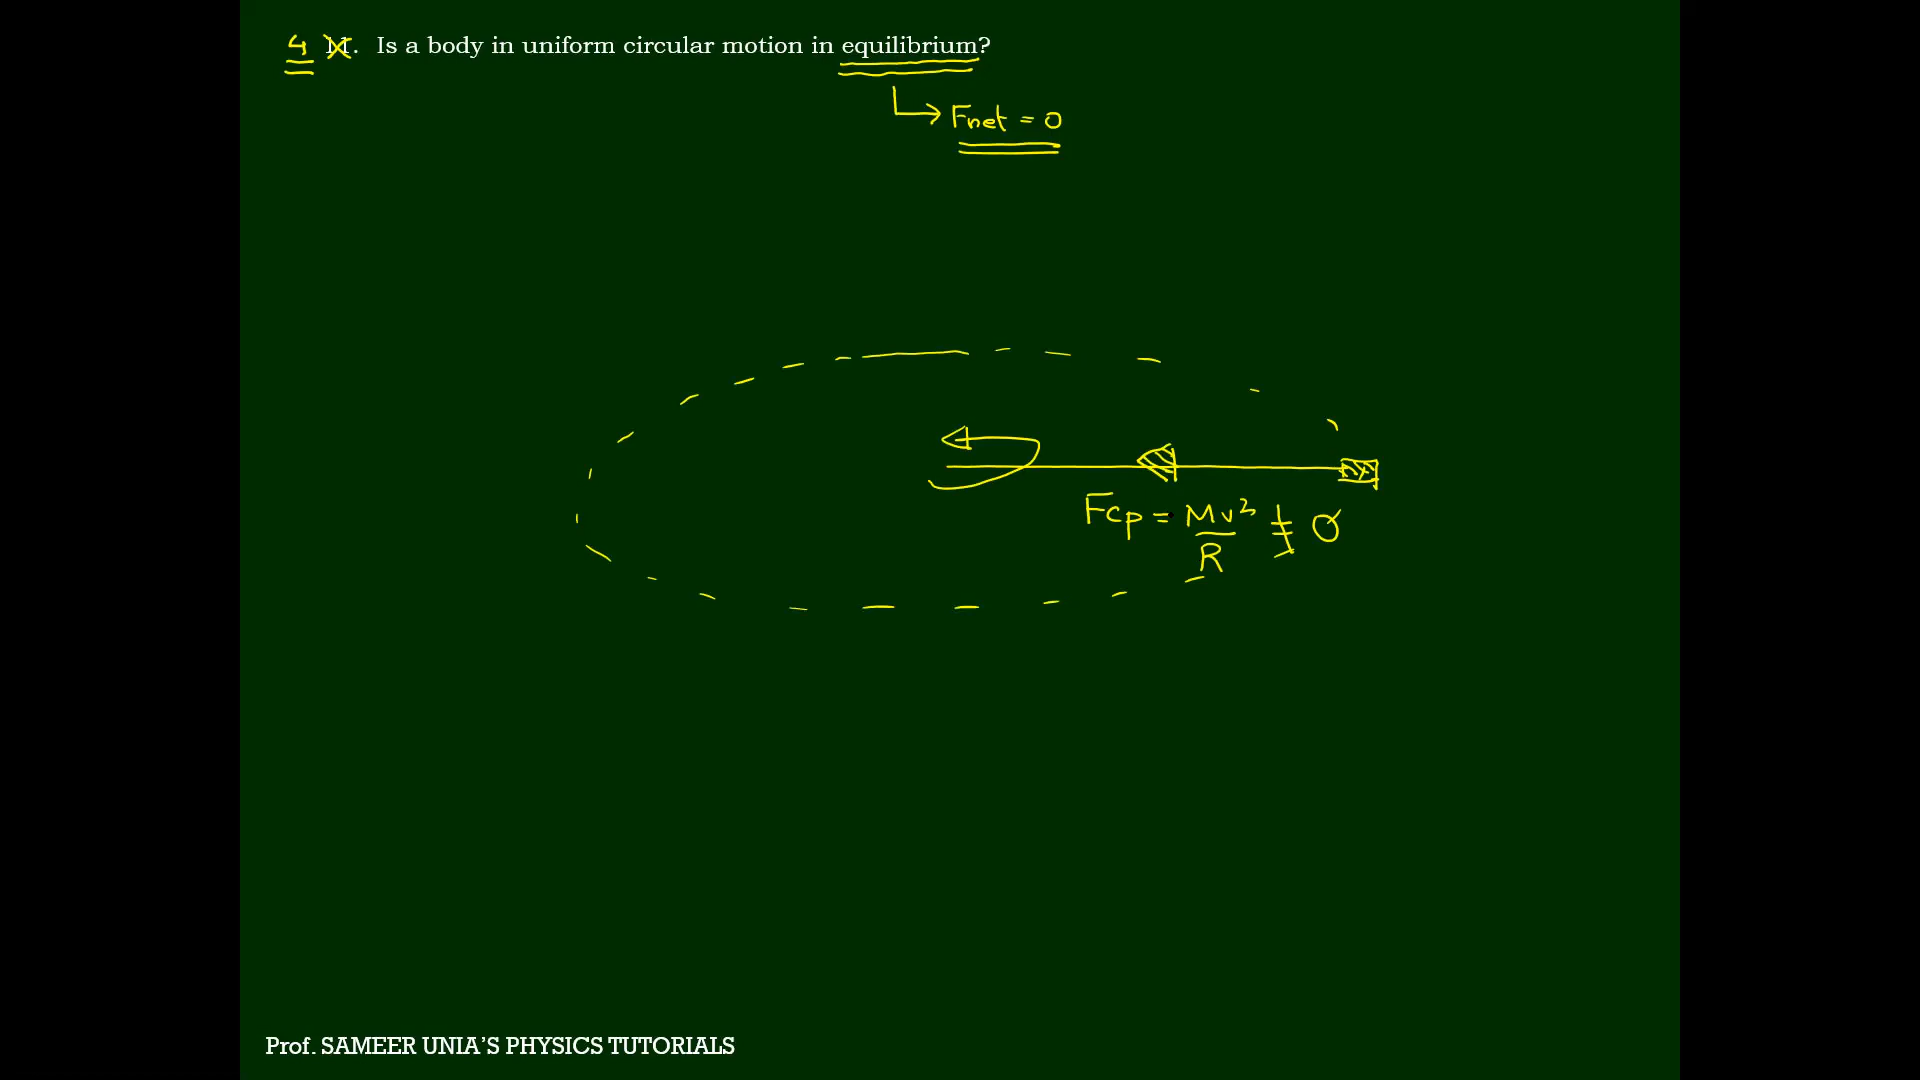 4 11. Is a body in uniform circular motion in equilibrium?
Fnet = 0
Fcp = Mv²/R ≠ 0
Prof. SAMEER UNIA'S PHYSICS TUTORIALS